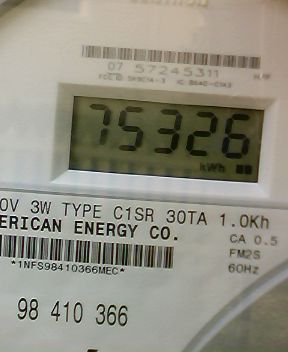 07 57245311
75326
kWh
0V 3W TYPE C1SR 30TA 1.0Kh
ERICAN ENERGY CO. CA 0.5
FM2S
*1NFS98410366MEC* 60Hz
98 410 366